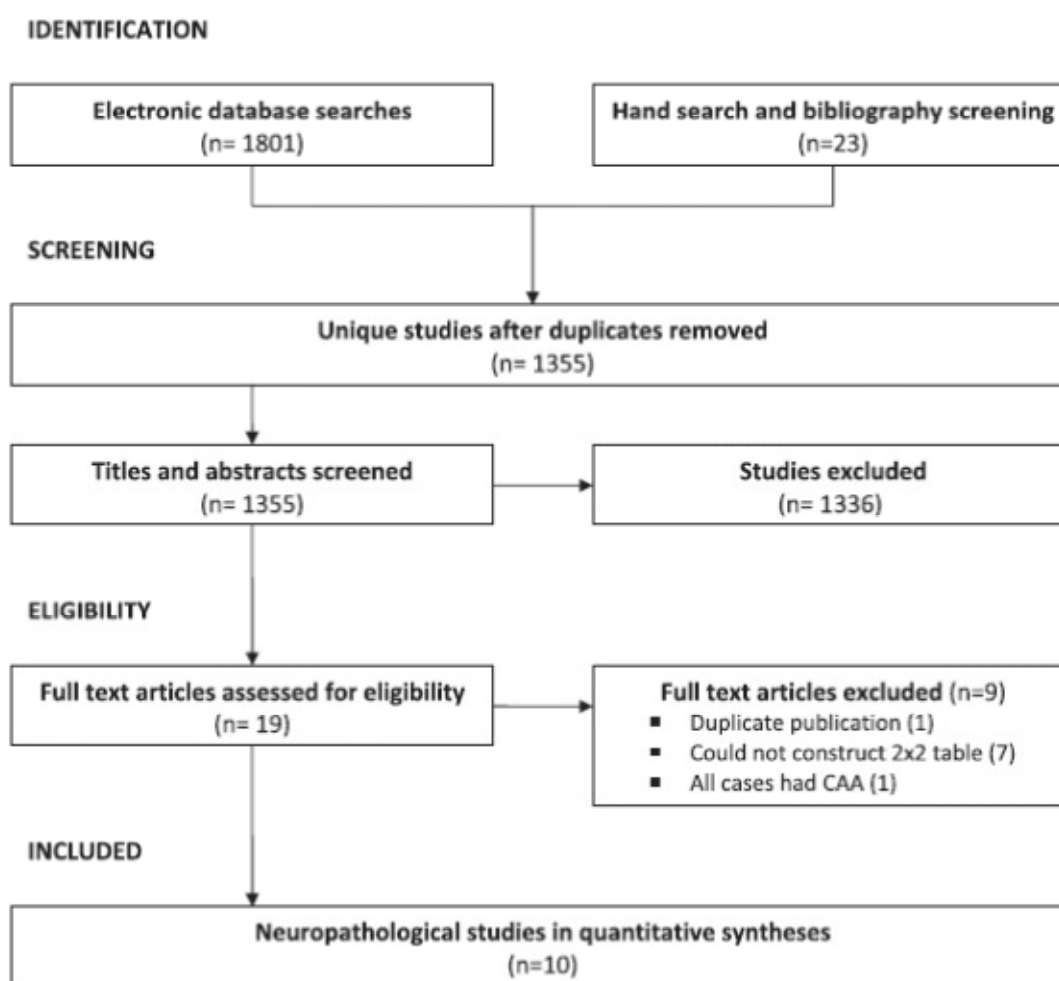 IDENTIFICATION
Electronic database searches
(n= 1801)
Hand search and bibliography screening
(n=23)
SCREENING
Unique studies after duplicates removed
(n= 1355)
Titles and abstracts screened
(n= 1355)
Studies excluded
(n= 1336)
ELIGIBILITY
Full text articles assessed for eligibility
(n= 19)
Full text articles excluded (n=9)
▪ Duplicate publication (1)
▪ Could not construct 2x2 table (7)
▪ All cases had CAA (1)
INCLUDED
Neuropathological studies in quantitative syntheses
(n=10)